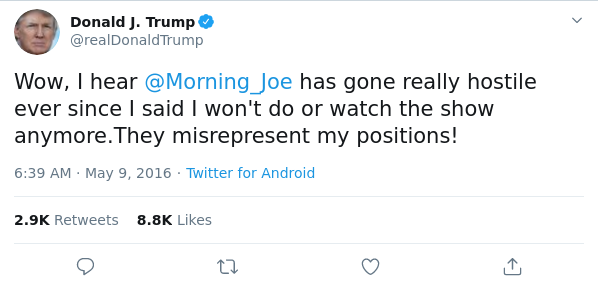 Donald J. Trump
@realDonaldTrump
Wow, I hear @Morning_Joe has gone really hostile
ever since I said I won't do or watch the show
anymore.They misrepresent my positions!
6:39 AM · May 9, 2016 · Twitter for Android
2.9K Retweets 8.8K Likes